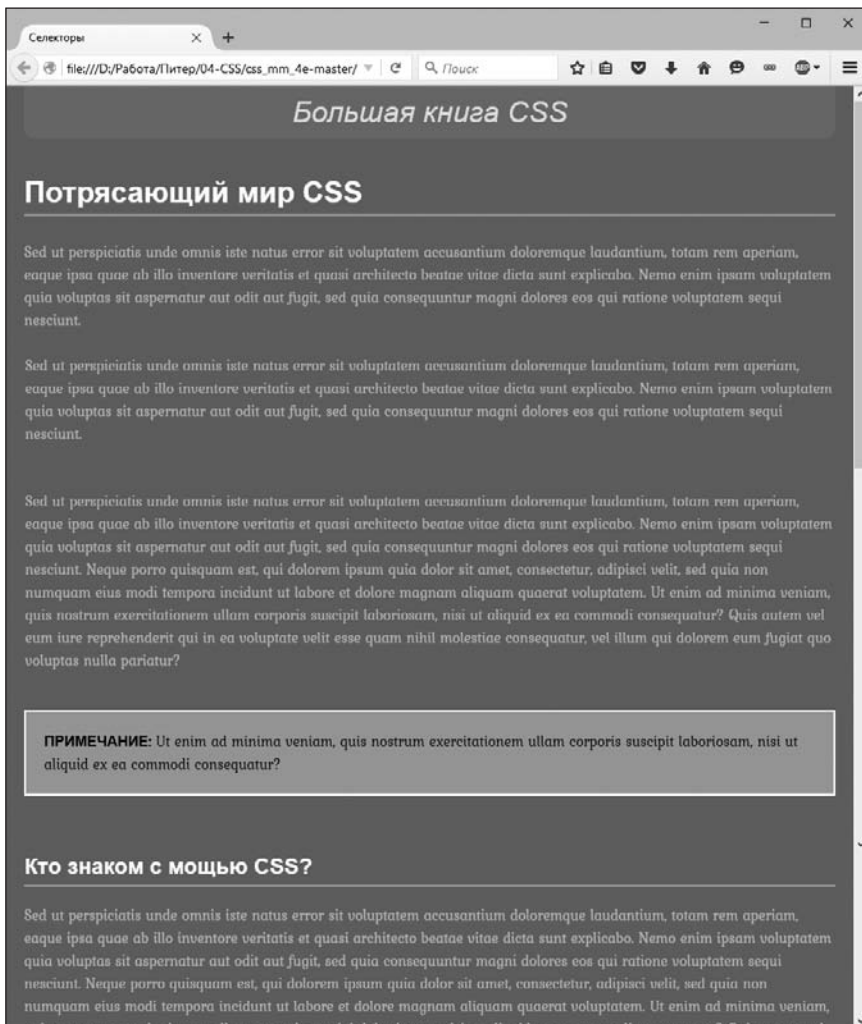 Селекторы
file:///D:/Работа/Питер/04-CSS/css_mm_4e-master/
Поиск
Большая книга CSS
Потрясающий мир CSS
Sed ut perspiciatis unde omnis iste natus error sit voluptatem accusantium doloremque laudantium, totam rem aperiam,
eaque ipsa quae ab illo inventore veritatis et quasi architecto beatae vitae dicta sunt explicabo. Nemo enim ipsam voluptatem
quia voluptas sit aspernatur aut odit aut fugit, sed quia consequuntur magni dolores eos qui ratione voluptatem sequi
nesciunt.
Sed ut perspiciatis unde omnis iste natus error sit voluptatem accusantium doloremque laudantium, totam rem aperiam,
eaque ipsa quae ab illo inventore veritatis et quasi architecto beatae vitae dicta sunt explicabo. Nemo enim ipsam voluptatem
quia voluptas sit aspernatur aut odit aut fugit, sed quia consequuntur magni dolores eos qui ratione voluptatem sequi
nesciunt.
Sed ut perspiciatis unde omnis iste natus error sit voluptatem accusantium doloremque laudantium, totam rem aperiam,
eaque ipsa quae ab illo inventore veritatis et quasi architecto beatae vitae dicta sunt explicabo. Nemo enim ipsam voluptatem
quia voluptas sit aspernatur aut odit aut fugit, sed quia consequuntur magni dolores eos qui ratione voluptatem sequi
nesciunt. Neque porro quisquam est, qui dolorem ipsum quia dolor sit amet, consectetur, adipisci velit, sed quia non
numquam eius modi tempora incidunt ut labore et dolore magnam aliquam quaerat voluptatem. Ut enim ad minima veniam,
quis nostrum exercitationem ullam corporis suscipit laboriosam, nisi ut aliquid ex ea commodi consequatur? Quis autem vel
eum iure reprehenderit qui in ea voluptate velit esse quam nihil molestiae consequatur, vel illum qui dolorem eum fugiat quo
voluptas nulla pariatur?
ПРИМЕЧАНИЕ: Ut enim ad minima veniam, quis nostrum exercitationem ullam corporis suscipit laboriosam, nisi ut
aliquid ex ea commodi consequatur?
Кто знаком с мощью CSS?
Sed ut perspiciatis unde omnis iste natus error sit voluptatem accusantium doloremque laudantium, totam rem aperiam,
eaque ipsa quae ab illo inventore veritatis et quasi architecto beatae vitae dicta sunt explicabo. Nemo enim ipsam voluptatem
quia voluptas sit aspernatur aut odit aut fugit, sed quia consequuntur magni dolores eos qui ratione voluptatem sequi
nesciunt. Neque porro quisquam est, qui dolorem ipsum quia dolor sit amet, consectetur, adipisci velit, sed quia non
numquam eius modi tempora incidunt ut labore et dolore magnam aliquam quaerat voluptatem. Ut enim ad minima veniam,